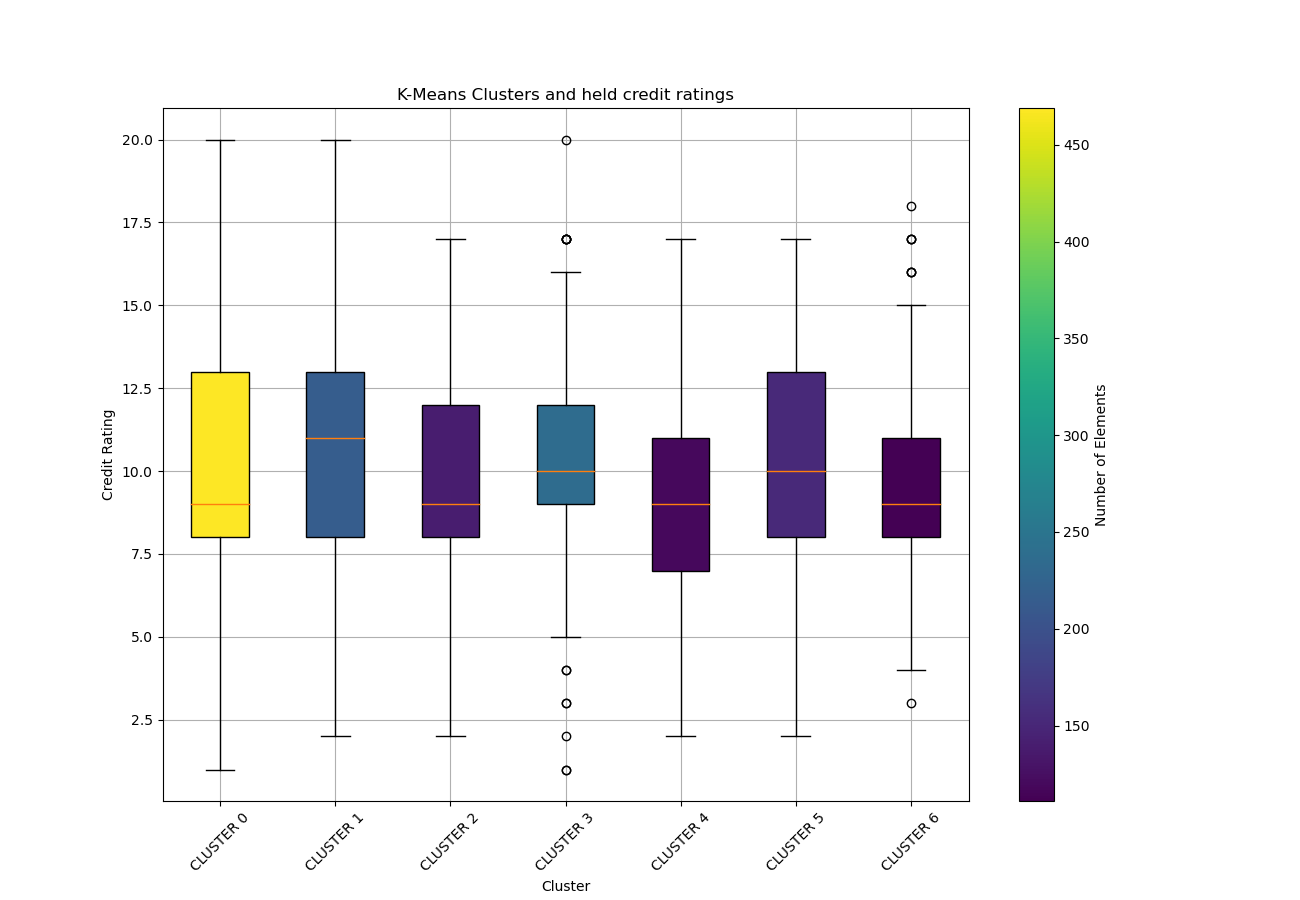 K-Means Clusters and held credit ratings
Credit Rating
20.0
17.5
15.0
12.5
10.0
7.5
5.0
2.5
CLUSTER 0
CLUSTER 1
CLUSTER 2
CLUSTER 3
CLUSTER 4
CLUSTER 5
CLUSTER 6
Cluster
450
400
350
300
250
200
150
Number of Elements